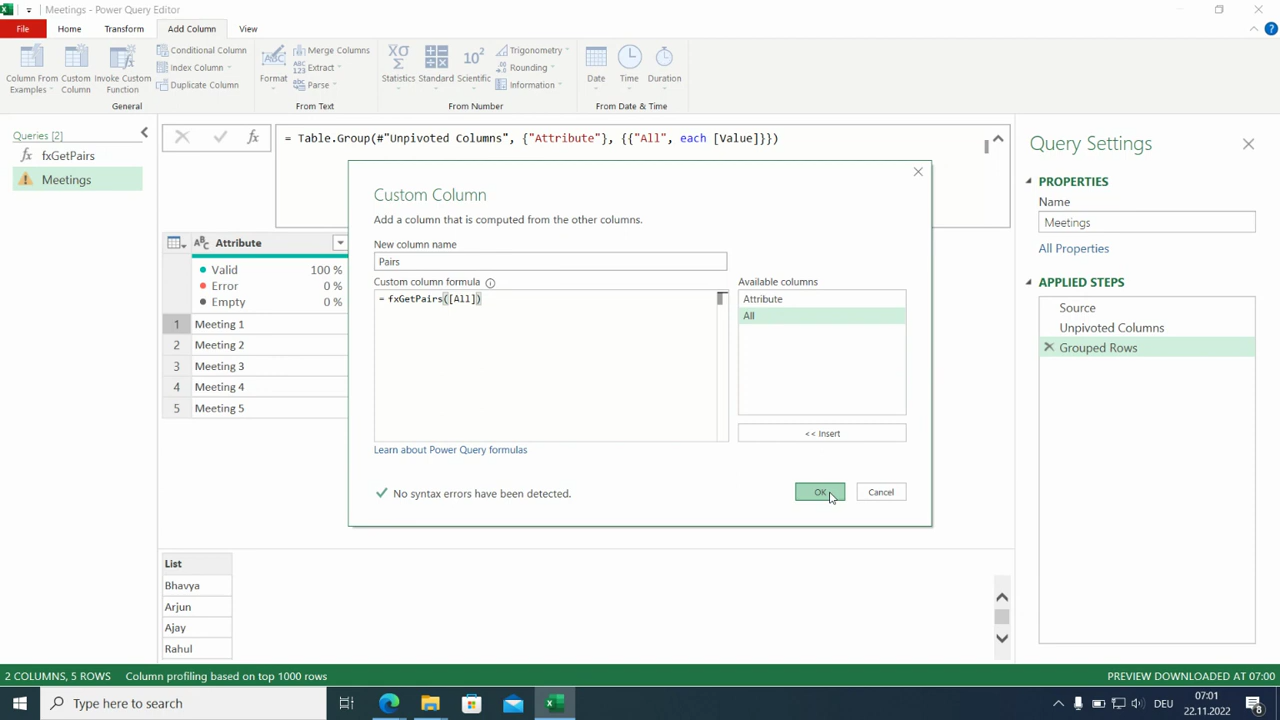 Meetings - Power Query Editor
File
Home
Transform
Add Column
View
Column From
Examples
Custom
Column
Invoke Custom
Function
Conditional Column
Index Column
Duplicate Column
General
Format
Merge Columns
Extract
Parse
From Text
Statistics
Standard
Scientific
Trigonometry
Rounding
Information
From Number
Date
Time
Duration
From Date & Time
Queries [2]
fxGetPairs
Meetings
= Table.Group(#"Unpivoted Columns", {"Attribute"}, {{"All", each [Value]}})
Attribute
Valid 100 %
Error 0 %
Empty 0 %
1 Meeting 1
2 Meeting 2
3 Meeting 3
4 Meeting 4
5 Meeting 5
Custom Column
Add a column that is computed from the other columns.
New column name
Pairs
Custom column formula
= fxGetPairs([All])
Available columns
Attribute
All
<< Insert
Learn about Power Query formulas
No syntax errors have been detected.
OK
Cancel
List
Bhavya
Arjun
Ajay
Rahul
Query Settings
PROPERTIES
Name
Meetings
All Properties
APPLIED STEPS
Source
Unpivoted Columns
Grouped Rows
2 COLUMNS, 5 ROWS
Column profiling based on top 1000 rows
PREVIEW DOWNLOADED AT 07:00
Type here to search
DEU
07:01
22.11.2022
8